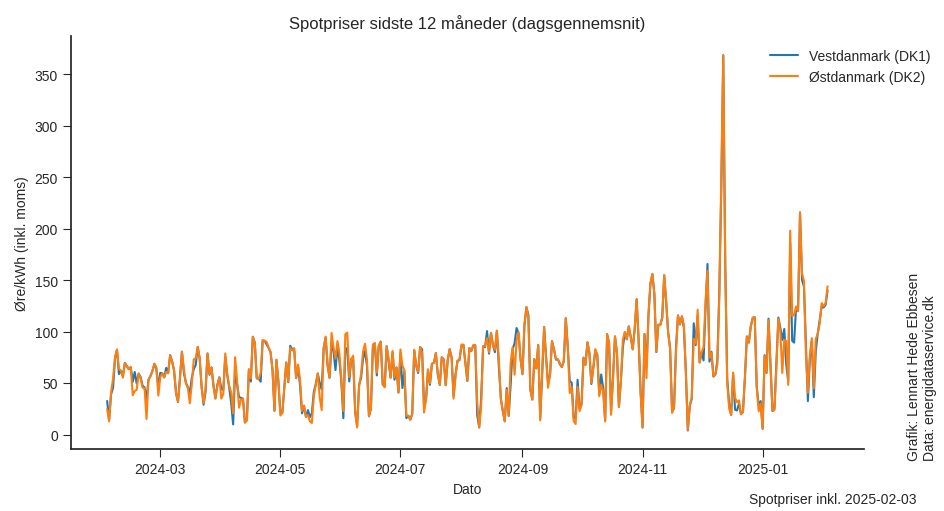 Spotpriser sidste 12 måneder (dagsgennemsnit)
Vestdanmark (DK1)
Østdanmark (DK2)
Øre/kWh (inkl. moms)
350
300
250
200
150
100
50
0
2024-03
2024-05
2024-07
2024-09
2024-11
2025-01
Dato
Grafik: Lennart Hede Ebbesen
Data: energidataservice.dk
Spotpriser inkl. 2025-02-03